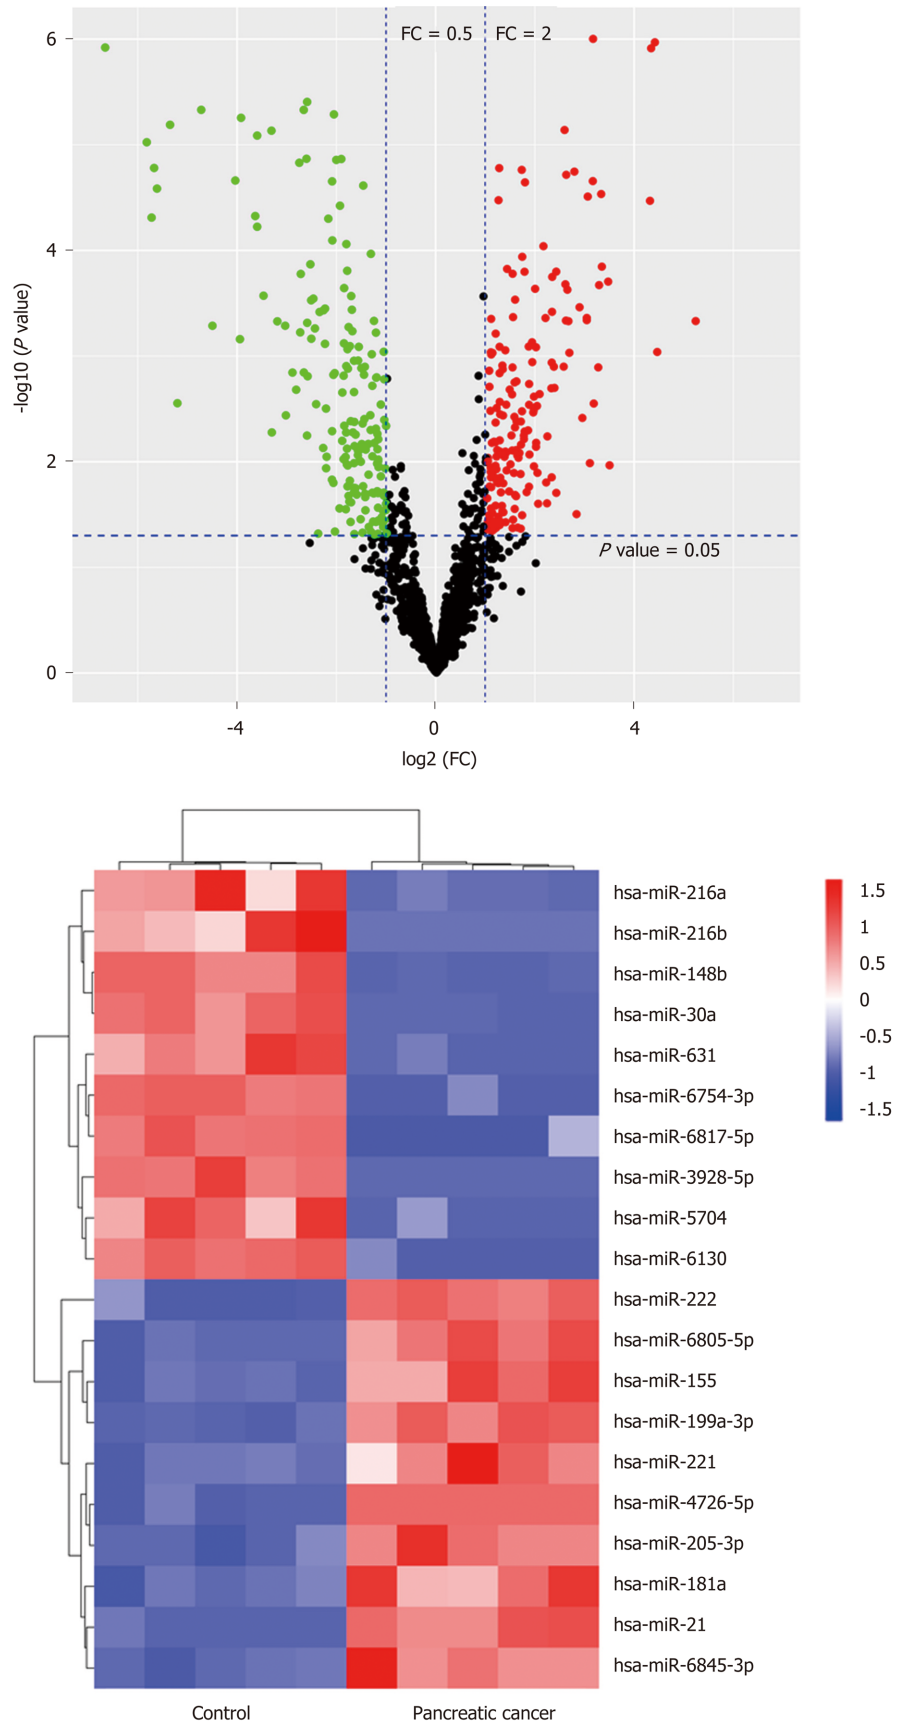 6
FC = 0.5
FC = 2
4
-log10 (P value)
2
P value = 0.05
0
-4
0
4
log2 (FC)
hsa-miR-216a
hsa-miR-216b
hsa-miR-148b
hsa-miR-30a
hsa-miR-631
hsa-miR-6754-3p
hsa-miR-6817-5p
hsa-miR-3928-5p
hsa-miR-5704
hsa-miR-6130
hsa-miR-222
hsa-miR-6805-5p
hsa-miR-155
hsa-miR-199a-3p
hsa-miR-221
hsa-miR-4726-5p
hsa-miR-205-3p
hsa-miR-181a
hsa-miR-21
hsa-miR-6845-3p
1.5
1
0.5
0
-0.5
-1
-1.5
Control
Pancreatic cancer